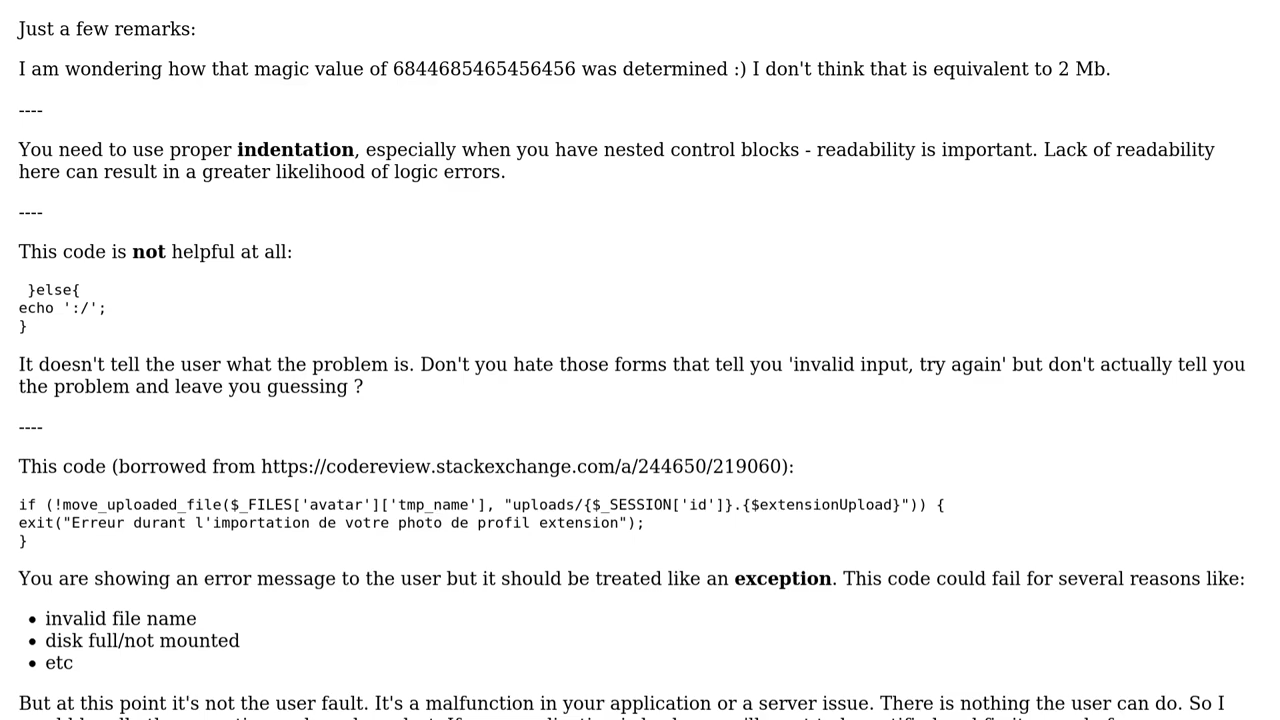 Just a few remarks:
I am wondering how that magic value of 6844685465456456 was determined :) I don't think that is equivalent to 2 Mb.
----
You need to use proper indentation, especially when you have nested control blocks - readability is important. Lack of readability
here can result in a greater likelihood of logic errors.
----
This code is not helpful at all:
}else{
echo ':/';
}
It doesn't tell the user what the problem is. Don't you hate those forms that tell you 'invalid input, try again' but don't actually tell you
the problem and leave you guessing ?
----
This code (borrowed from https://codereview.stackexchange.com/a/244650/219060):
if (!move_uploaded_file($_FILES['avatar']['tmp_name'], "uploads/{$_SESSION['id']}.{$extensionUpload}")) {
exit("Erreur durant l'importation de votre photo de profil extension");
}
You are showing an error message to the user but it should be treated like an exception. This code could fail for several reasons like:
• invalid file name
• disk full/not mounted
• etc
But at this point it's not the user fault. It's a malfunction in your application or a server issue. There is nothing the user can do. So I